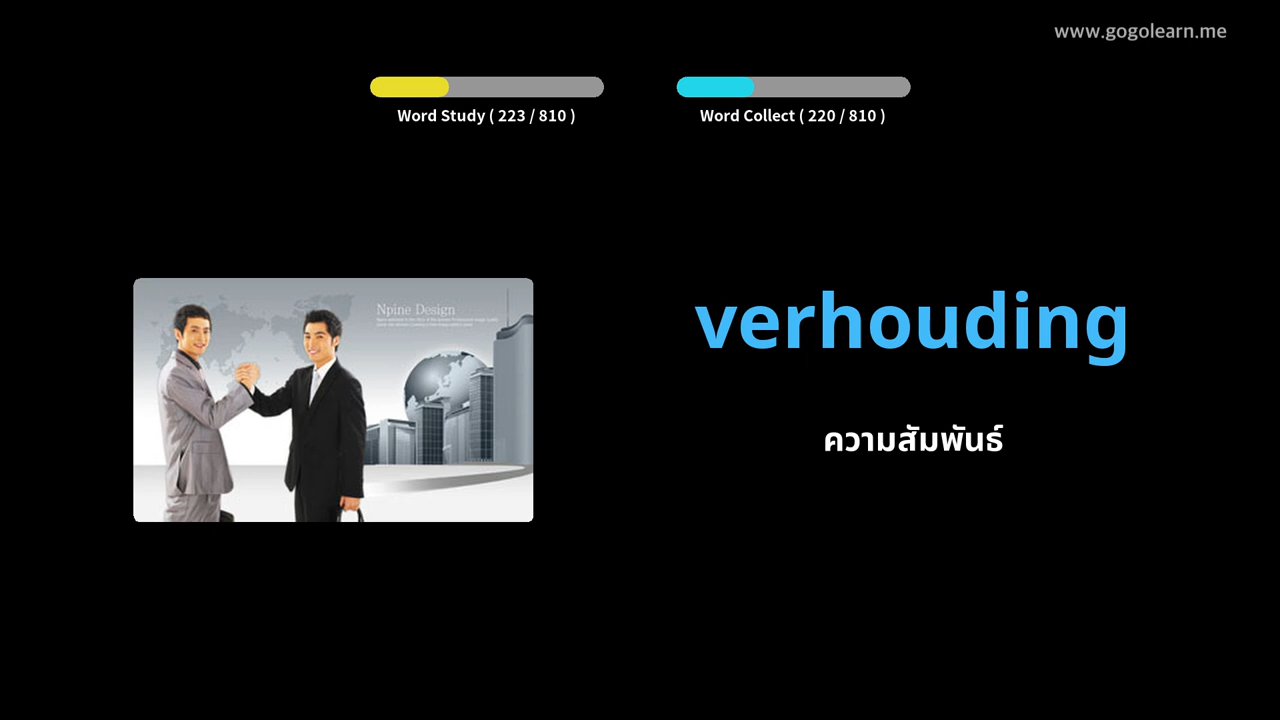 www.gogolearn.me
Word Study ( 223 / 810 )
Word Collect ( 220 / 810 )
Npine Design
verhouding
ความสัมพันธ์